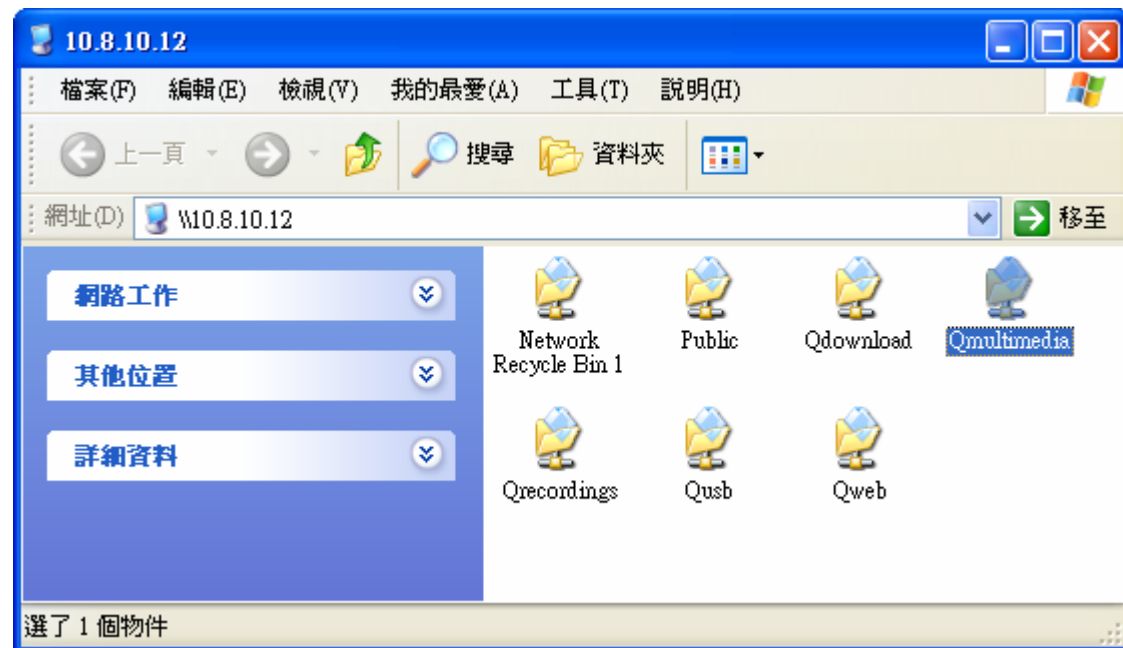 10.8.10.12
檔案(F) 編輯(E) 檢視(V) 我的最愛(A) 工具(T) 說明(H)
上一頁 搜尋 資料夾
網址(D) \\10.8.10.12 移至
網路工作
其他位置
詳細資料
Network Recycle Bin 1
Public
Qdownload
Qmultimedia
Qrecordings
Qusb
Qweb
選了 1 個物件